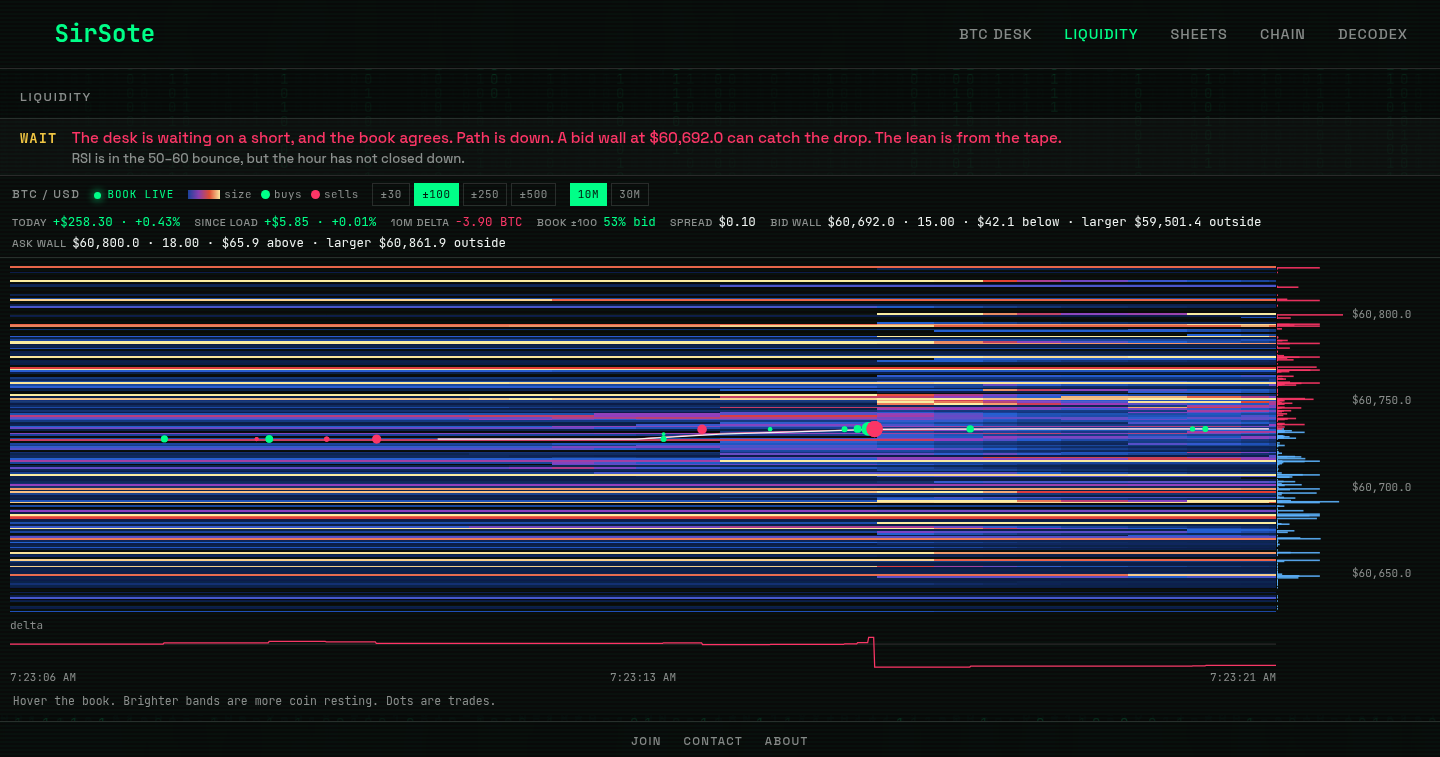 SirSote
BTC DESK LIQUIDITY SHEETS CHAIN DECODEX
LIQUIDITY
WAIT The desk is waiting on a short, and the book agrees. Path is down. A bid wall at $60,692.0 can catch the drop. The lean is from the tape.
RSI is in the 50–60 bounce, but the hour has not closed down.
BTC / USD BOOK LIVE size buys sells ±30 ±100 ±250 ±500 10M 30M
TODAY +$258.30 · +0.43% SINCE LOAD +$5.85 · +0.01% 10M DELTA -3.90 BTC BOOK ±100 53% bid SPREAD $0.10 BID WALL $60,692.0 · 15.00 · $42.1 below · larger $59,501.4 outside
ASK WALL $60,800.0 · 18.00 · $65.9 above · larger $60,861.9 outside
$60,800.0
$60,750.0
$60,700.0
$60,650.0
delta
7:23:06 AM 7:23:13 AM 7:23:21 AM
Hover the book. Brighter bands are more coin resting. Dots are trades.
JOIN CONTACT ABOUT